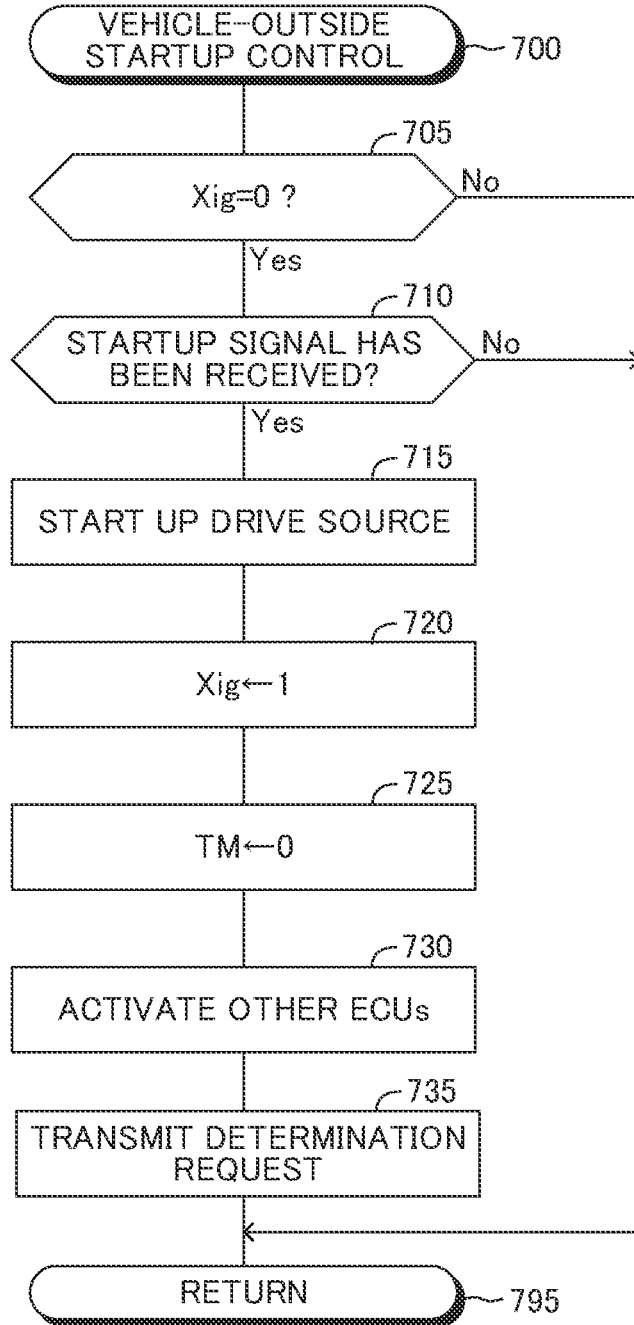 VEHICLE-OUTSIDE
STARTUP CONTROL
700
705
Xig=0 ?
No
Yes
710
STARTUP SIGNAL HAS
BEEN RECEIVED?
No
Yes
715
START UP DRIVE SOURCE
720
Xig←1
725
TM←0
730
ACTIVATE OTHER ECUs
735
TRANSMIT DETERMINATION
REQUEST
RETURN
795